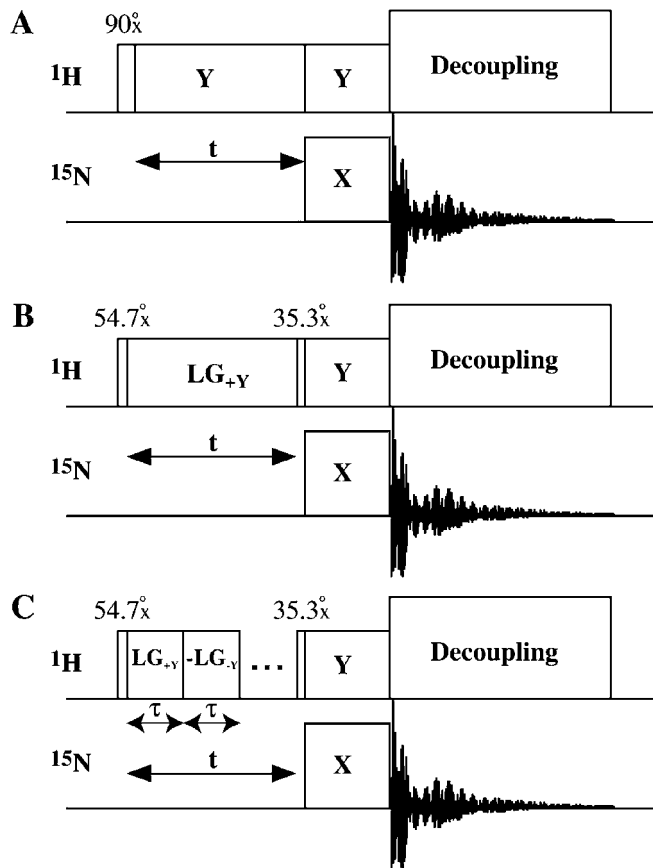 A
90°x
¹H
Y
Y
Decoupling
t
¹⁵N
X
B
54.7°x
35.3°x
¹H
LG₊Y
Y
Decoupling
t
¹⁵N
X
C
54.7°x
35.3°x
¹H
LG₊Y
-LG₋Y
...
Y
Decoupling
τ
τ
t
¹⁵N
X